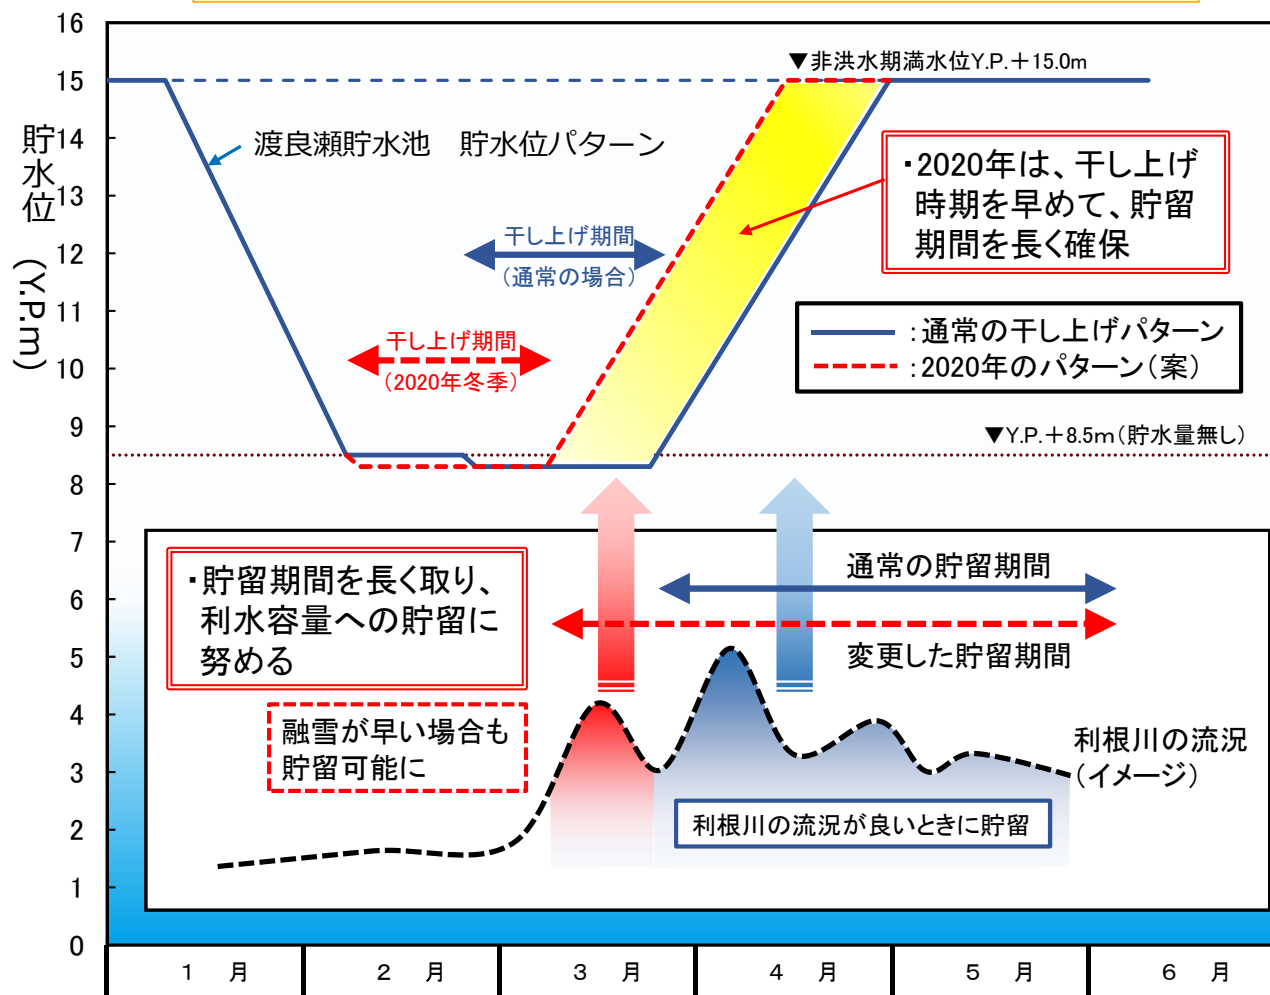 16
15
14
13
12
11
10
9
8
7
6
5
4
3
2
1
0
貯水位(Y.P.m)
▼非洪水期満水位Y.P.+15.0m
渡良瀬貯水池 貯水位パターン
・2020年は、干し上げ
時期を早めて、貯留
期間を長く確保
干し上げ期間
(通常の場合)
干し上げ期間
(2020年冬季)
:通常の干し上げパターン
:2020年のパターン(案)
▼Y.P.+8.5m(貯水量無し)
・貯留期間を長く取り、
利水容量への貯留に
努める
通常の貯留期間
変更した貯留期間
融雪が早い場合も
貯留可能に
利根川の流況
(イメージ)
利根川の流況が良いときに貯留
1 月 2 月 3 月 4 月 5 月 6 月